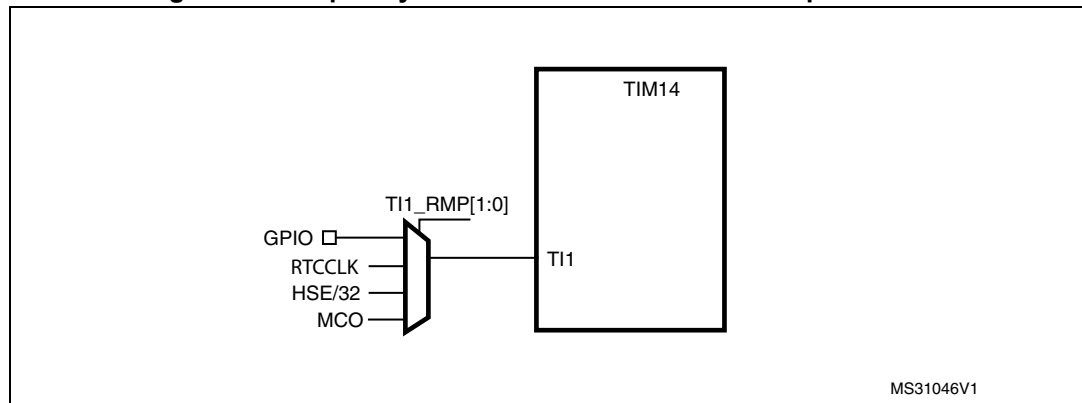 TIM14
TI1_RMP[1:0]
GPIO
TI1
RTCCLK
HSE/32
MCO
MS31046V1